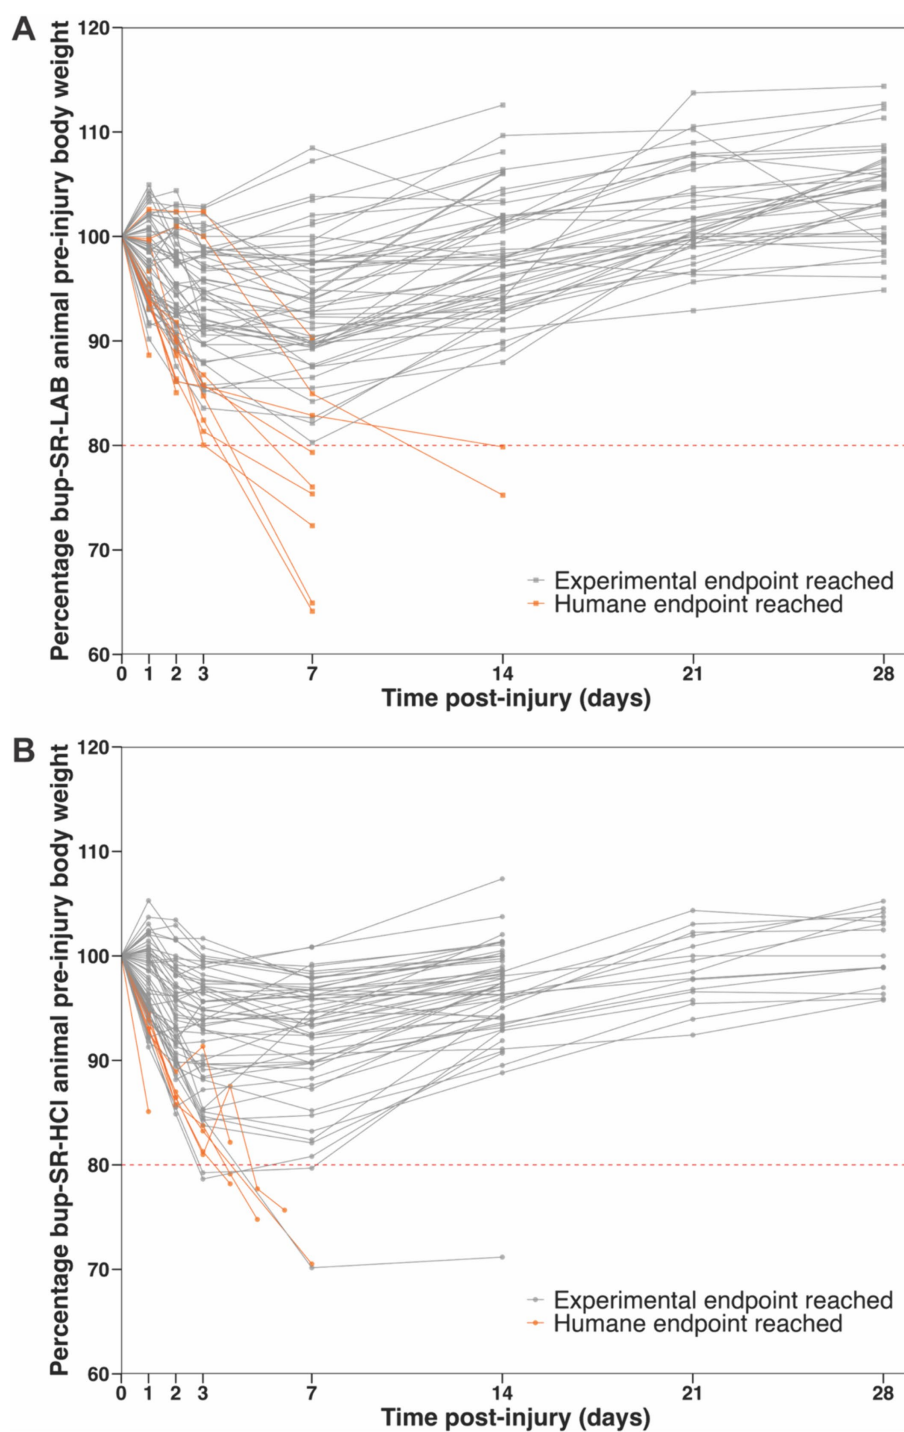 A
Percentage bup-SR-LAB animal pre-injury body weight
120
110
100
90
80
70
60
Experimental endpoint reached
Humane endpoint reached
0 1 2 3 7 14 21 28
Time post-injury (days)
B
Percentage bup-SR-HCl animal pre-injury body weight
120
110
100
90
80
70
60
Experimental endpoint reached
Humane endpoint reached
0 1 2 3 7 14 21 28
Time post-injury (days)